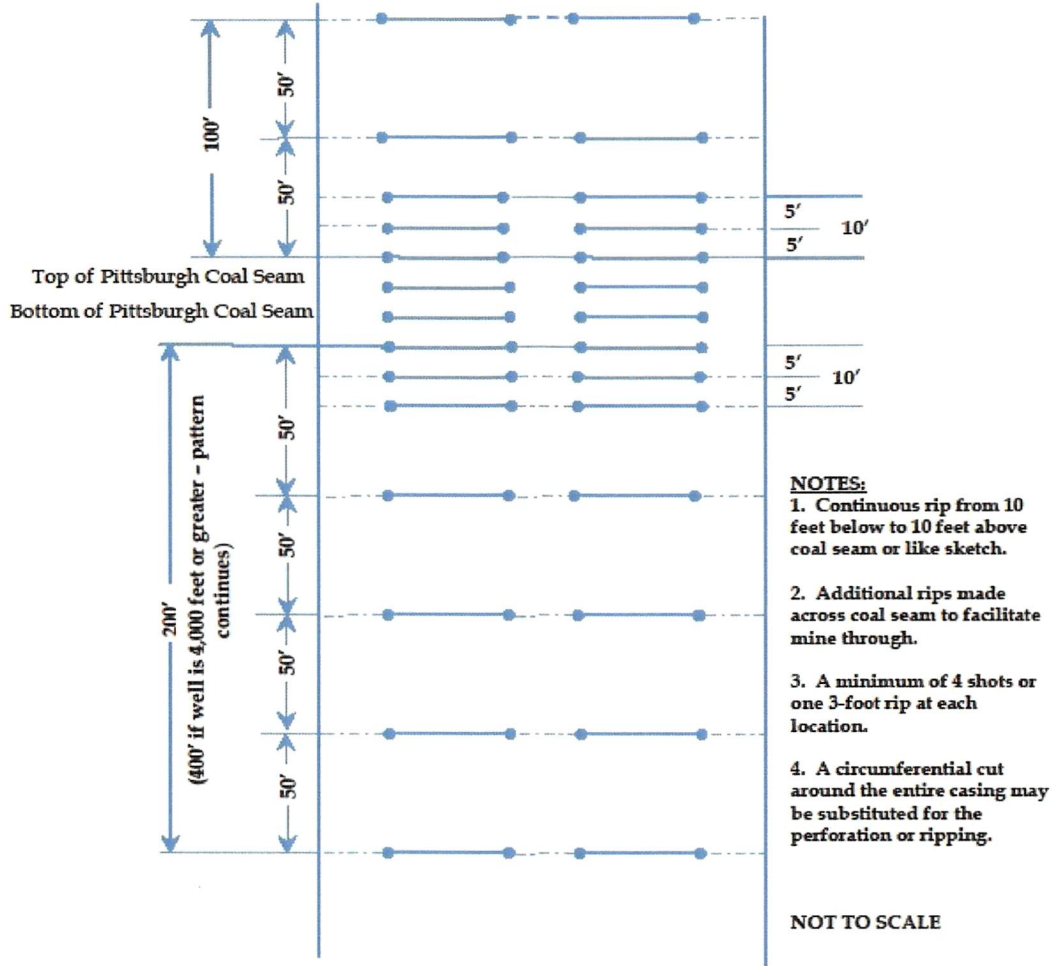 100'
50'
50'
5'
10'
5'
Top of Pittsburgh Coal Seam
Bottom of Pittsburgh Coal Seam
5'
10'
5'
200'
(400' if well is 4,000 feet or greater – pattern
continues)
50'
50'
50'
50'
NOTES:
1. Continuous rip from 10
feet below to 10 feet above
coal seam or like sketch.
2. Additional rips made
across coal seam to facilitate
mine through.
3. A minimum of 4 shots or
one 3-foot rip at each
location.
4. A circumferential cut
around the entire casing may
be substituted for the
perforation or ripping.
NOT TO SCALE